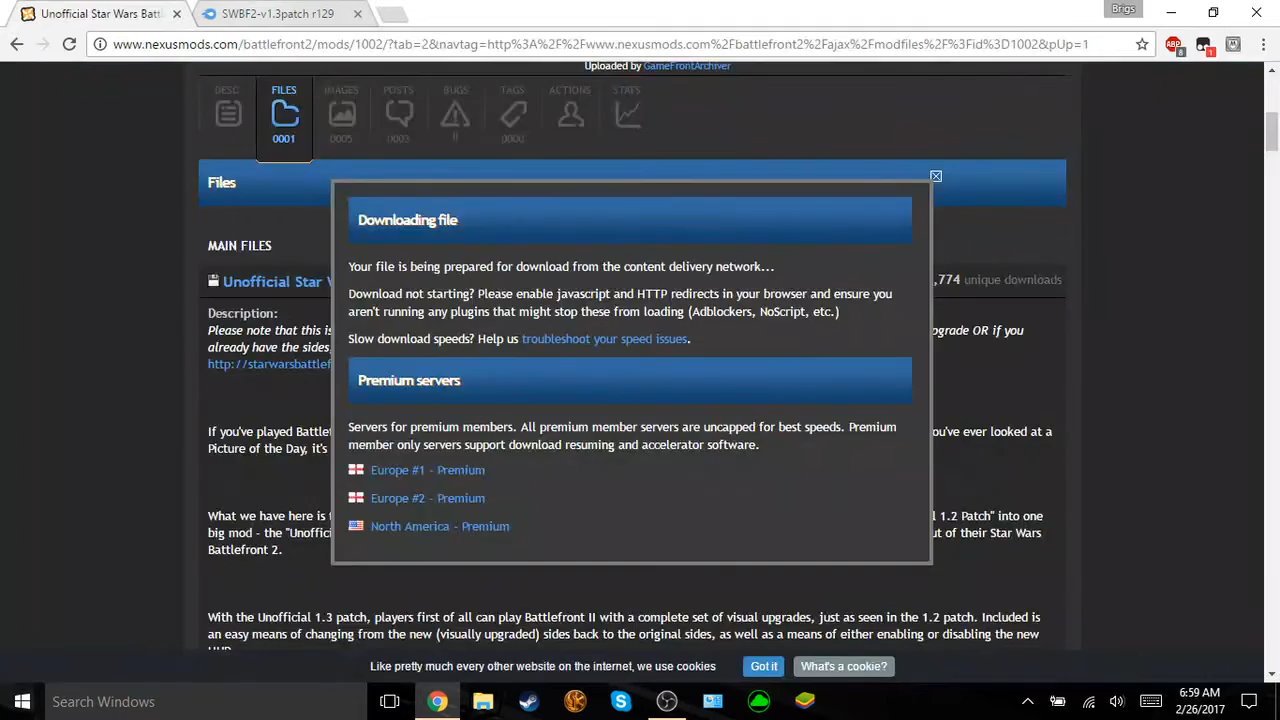 Unofficial Star Wars Battl
SWBF2-v1.3patch r129
Brigs
www.nexusmods.com/battlefront2/mods/1002/?tab=2&navtag=http%3A%2F%2Fwww.nexusmods.com%2Fbattlefront2%2Fajax%2Fmodfiles%2F%3Fid%3D1002&pUp=1
ABP
8
1
Uploaded by GameFrontArchiver
DESC
FILES
IMAGES
POSTS
BUGS
TAGS
ACTIONS
STATS
0001
0005
0003
0000
Files
Downloading file
Your file is being prepared for download from the content delivery network...
Download not starting? Please enable javascript and HTTP redirects in your browser and ensure you
aren't running any plugins that might stop these from loading (Adblockers, NoScript, etc.)
Slow download speeds? Help us troubleshoot your speed issues.
Premium servers
Servers for premium members. All premium member servers are uncapped for best speeds. Premium
member only servers support download resuming and accelerator software.
Europe #1 - Premium
Europe #2 - Premium
North America - Premium
MAIN FILES
Unofficial Star W
,774 unique downloads
Description:
Please note that this is
pgrade OR if you
already have the sides,
http://starwarsbattlef
If you've played Battlef
ou've ever looked at a
Picture of the Day, it's
What we have here is t
l 1.2 Patch" into one
big mod - the "Unoffici
ut of their Star Wars
Battlefront 2.
With the Unofficial 1.3 patch, players first of all can play Battlefront II with a complete set of visual upgrades, just as seen in the 1.2 patch. Included is
an easy means of changing from the new (visually upgraded) sides back to the original sides, as well as a means of either enabling or disabling the new
HUD.
Like pretty much every other website on the internet, we use cookies
Got it
What's a cookie?
Search Windows
6:59 AM
2/26/2017